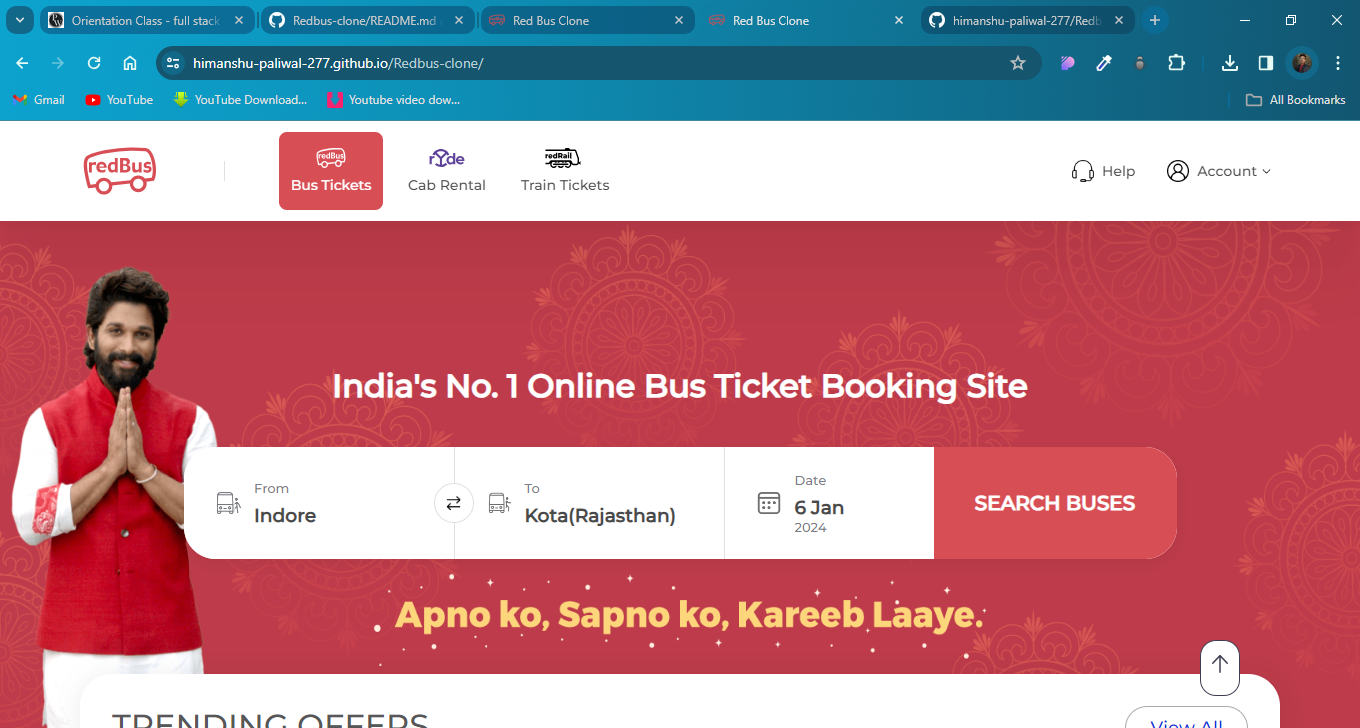 Orientation Class - full stack
Redbus-clone/README.md
Red Bus Clone
Red Bus Clone
himanshu-paliwal-277/Redb
himanshu-paliwal-277.github.io/Redbus-clone/
Gmail
YouTube
YouTube Download...
Youtube video dow...
All Bookmarks
redBus
redBus
Bus Tickets
rYde
Cab Rental
redRail
Train Tickets
Help
Account
India's No. 1 Online Bus Ticket Booking Site
From
Indore
To
Kota(Rajasthan)
Date
6 Jan
2024
SEARCH BUSES
Apno ko, Sapno ko, Kareeb Laaye.
TRENDING OFFERS
View All